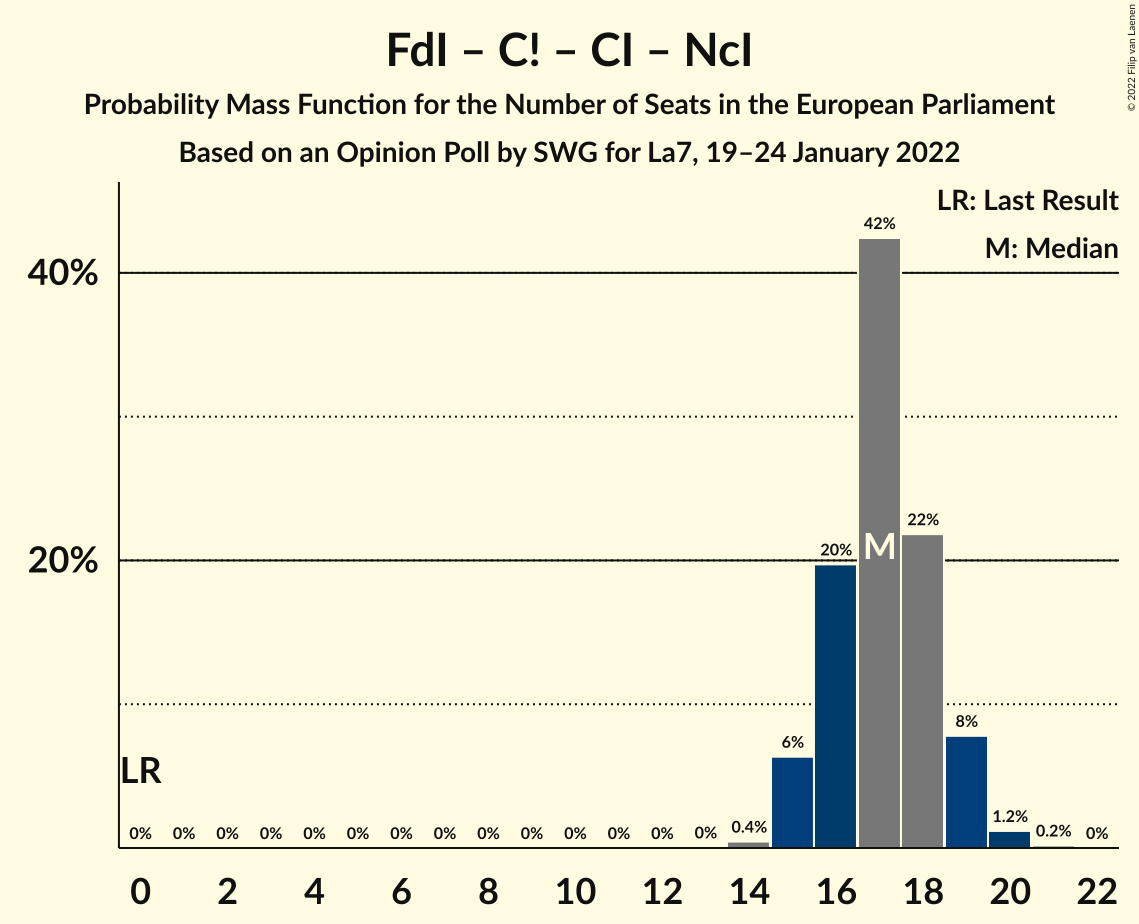 FdI – C! – CI – NcI
Probability Mass Function for the Number of Seats in the European Parliament
Based on an Opinion Poll by SWG for La7, 19–24 January 2022
© 2022 Filip van Laenen
LR: Last Result
M: Median
40%
20%
42%
22%
20%
M
8%
6%
LR
0% 0% 0% 0% 0% 0% 0% 0% 0% 0% 0% 0% 0% 0% 0.4% 1.2% 0.2% 0%
0 2 4 6 8 10 12 14 16 18 20 22